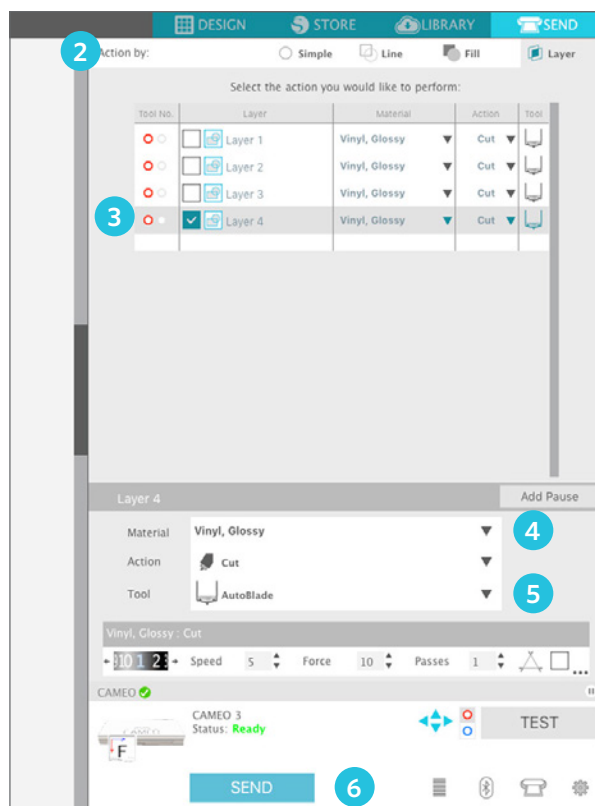 DESIGN STORE LIBRARY SEND
2 Action by: Simple Line Fill Layer
Select the action you would like to perform:
Tool No. Layer Material Action Tool
Layer 1 Vinyl, Glossy Cut
Layer 2 Vinyl, Glossy Cut
Layer 3 Vinyl, Glossy Cut
3 Layer 4 Vinyl, Glossy Cut
Layer 4 Add Pause
Material Vinyl, Glossy 4
Action Cut
Tool AutoBlade 5
Vinyl, Glossy : Cut
10 1 2 Speed 5 Force 10 Passes 1 ...
CAMEO
CAMEO 3
Status: Ready
TEST
F
SEND 6